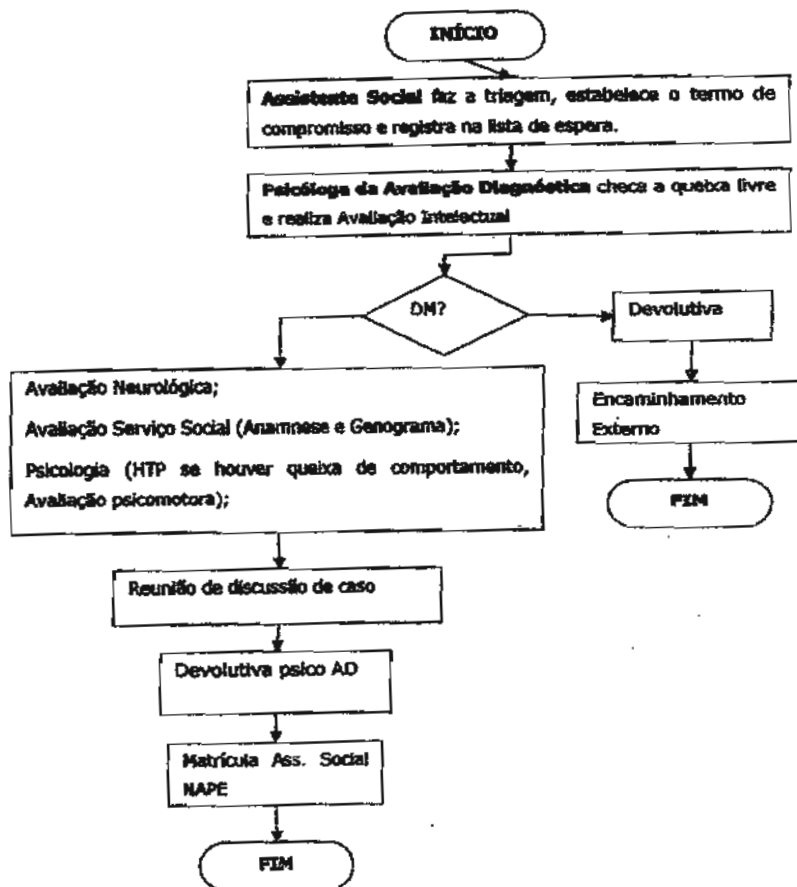 INÍCIO
Assistente Social faz a triagem, estabelece o termo de
compromisso e registra na lista de espera.
Psicóloga da Avaliação Diagnóstica checa a queixa livre
e realiza Avaliação Intelectual
DM?
Devolutiva
Avaliação Neurológica;
Avaliação Serviço Social (Anamnese e Genograma);
Psicologia (HTP se houver queixa de comportamento,
Avaliação psicomotora);
Encaminhamento
Externo
FIM
Reunião de discussão de caso
Devolutiva psico AD
Matrícula Ass. Social
NAPE
FIM